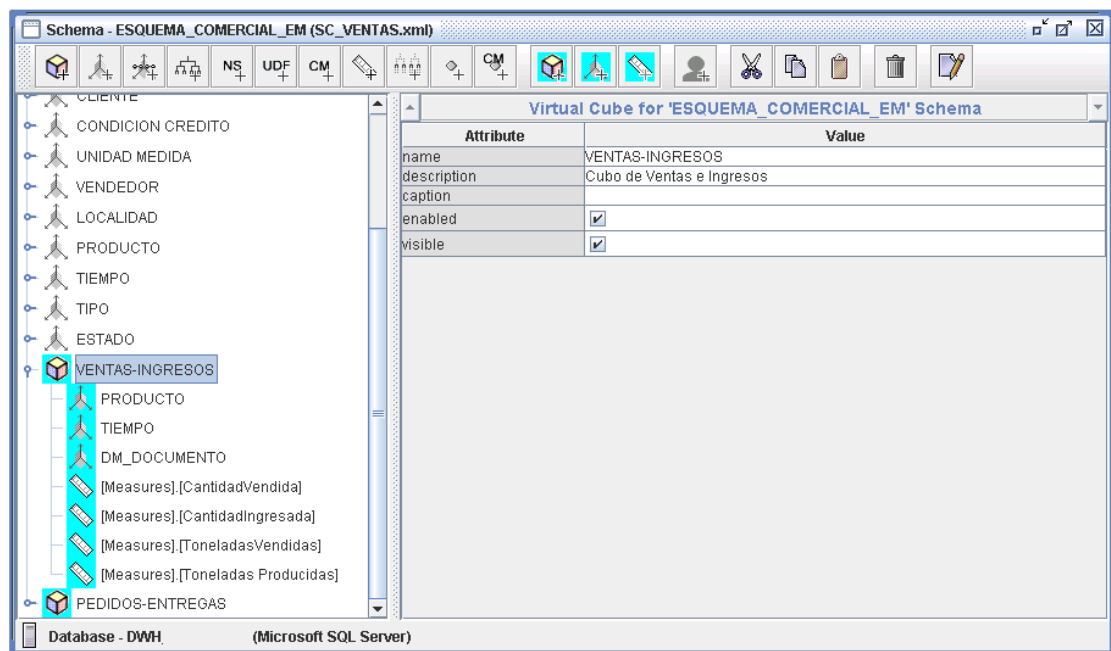 Schema - ESQUEMA_COMERCIAL_EM (SC_VENTAS.xml)
NS UDF CM CM
CLIENTE
CONDICION CREDITO
UNIDAD MEDIDA
VENDEDOR
LOCALIDAD
PRODUCTO
TIEMPO
TIPO
ESTADO
VENTAS-INGRESOS
PRODUCTO
TIEMPO
DM_DOCUMENTO
[Measures].[CantidadVendida]
[Measures].[CantidadIngresada]
[Measures].[ToneladasVendidas]
[Measures].[Toneladas Producidas]
PEDIDOS-ENTREGAS
Virtual Cube for 'ESQUEMA_COMERCIAL_EM' Schema
Attribute Value
name VENTAS-INGRESOS
description Cubo de Ventas e Ingresos
caption
enabled
visible
Database - DWH (Microsoft SQL Server)